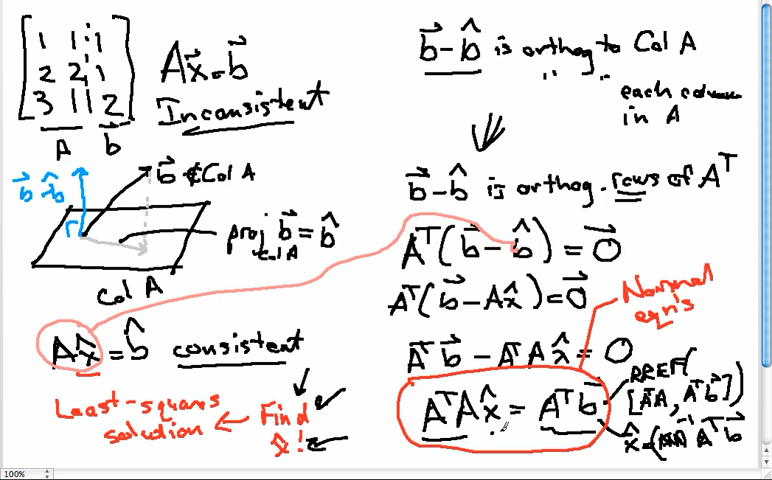 1 1 1
2 2 1
3 1 2
A b⃗
Ax⃗ = b⃗
Inconsistent
b⃗ - b̂
b⃗ ∉ Col A
proj b⃗ = b̂
Col A
Col A
Ax̂ = b̂ consistent
Find x̂!
Least-squares solution
b⃗ - b̂ is orthog to Col A
" "
each column
in A
b⃗ - b̂ is orthog. rows of Aᵀ
Aᵀ(b⃗ - b̂) = 0⃗
Aᵀ(b⃗ - Ax̂) = 0⃗
Normal
eqn's
Aᵀb⃗ - AᵀAx̂ = 0
AᵀAx̂ = Aᵀb⃗
RREF(
[AᵀA, Aᵀb⃗])
x̂ = (AᵀA)⁻¹Aᵀb⃗
100%